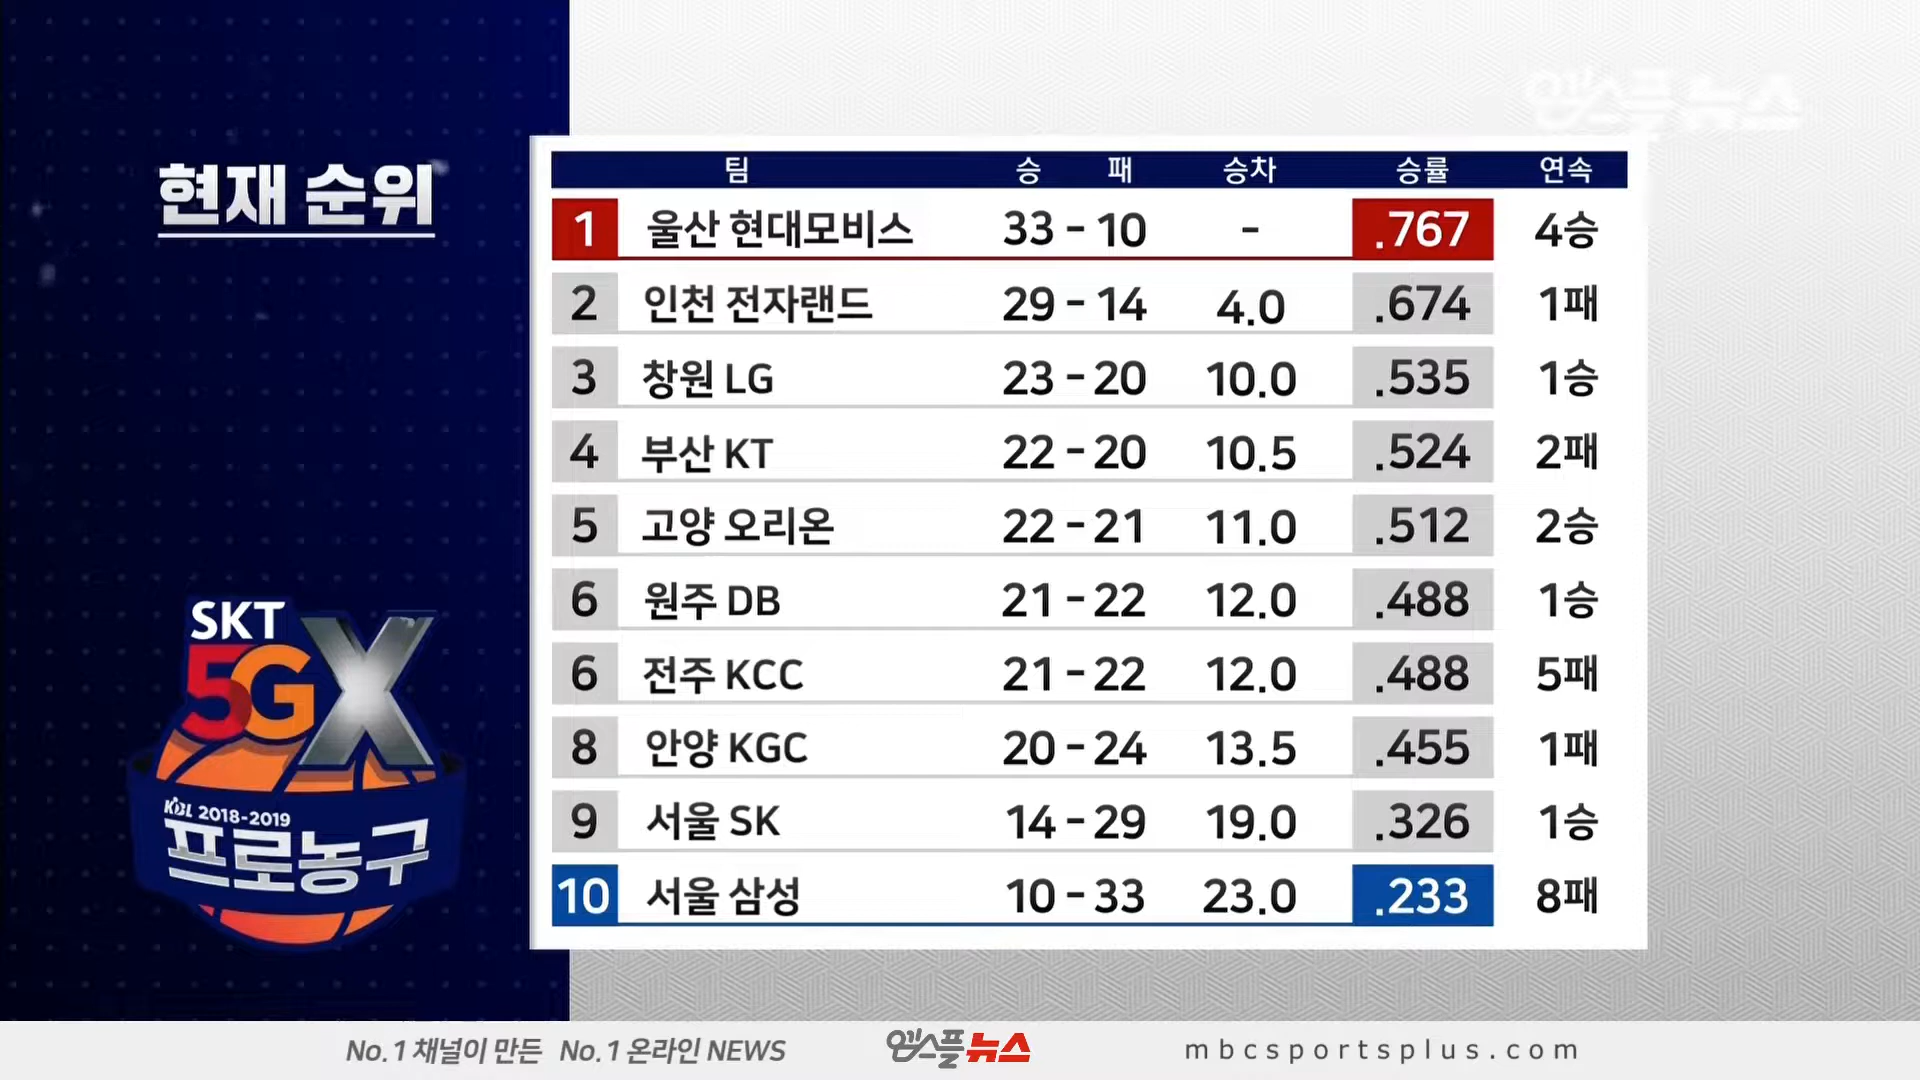 엠스플뉴스
현재 순위
팀 승 패 승차 승률 연속
1 울산 현대모비스 33 - 10 - .767 4승
2 인천 전자랜드 29 - 14 4.0 .674 1패
3 창원 LG 23 - 20 10.0 .535 1승
4 부산 KT 22 - 20 10.5 .524 2패
5 고양 오리온 22 - 21 11.0 .512 2승
6 원주 DB 21 - 22 12.0 .488 1승
6 전주 KCC 21 - 22 12.0 .488 5패
8 안양 KGC 20 - 24 13.5 .455 1패
9 서울 SK 14 - 29 19.0 .326 1승
10 서울 삼성 10 - 33 23.0 .233 8패
SKT
5GX
KBL 2018-2019
프로농구
No.1 채널이 만든 No.1 온라인 NEWS 엠스플뉴스 mbcsportsplus.com